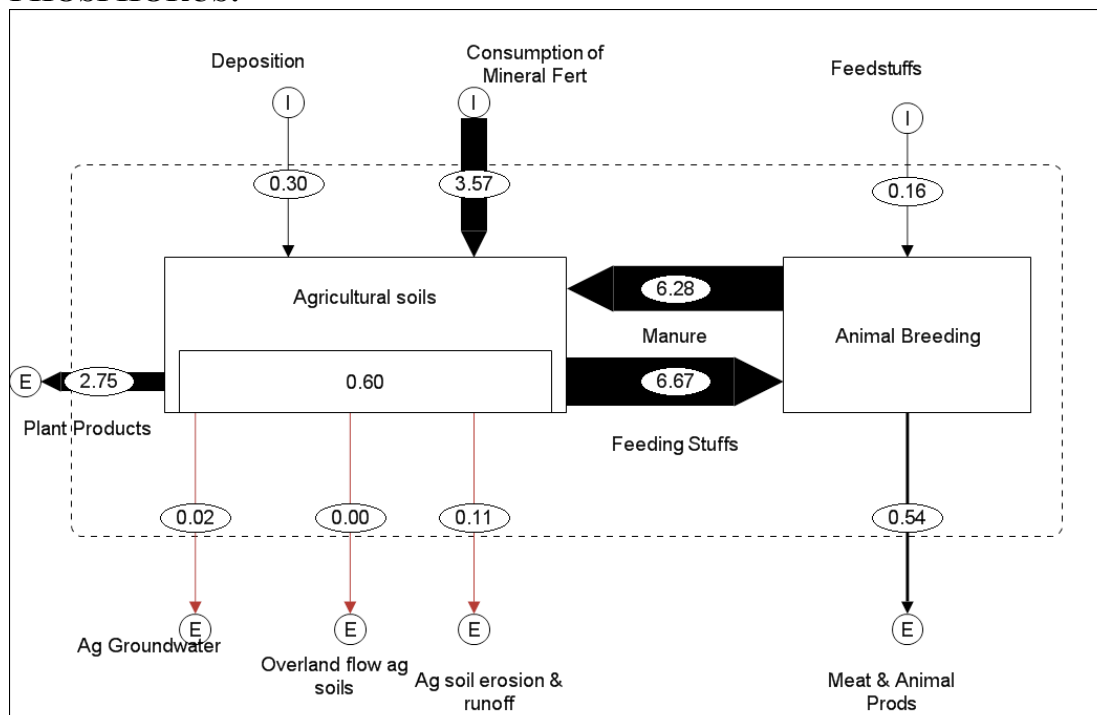 PHOSPHORUS:
Deposition
Consumption of
Mineral Fert
Feedstuffs
I
I
I
0.30
3.57
0.16
Agricultural soils
6.28
Manure
Animal Breeding
E
2.75
0.60
6.67
Plant Products
Feeding Stuffs
0.02
0.00
0.11
0.54
E
E
E
E
Ag Groundwater
Overland flow ag
soils
Ag soil erosion &
runoff
Meat & Animal
Prods